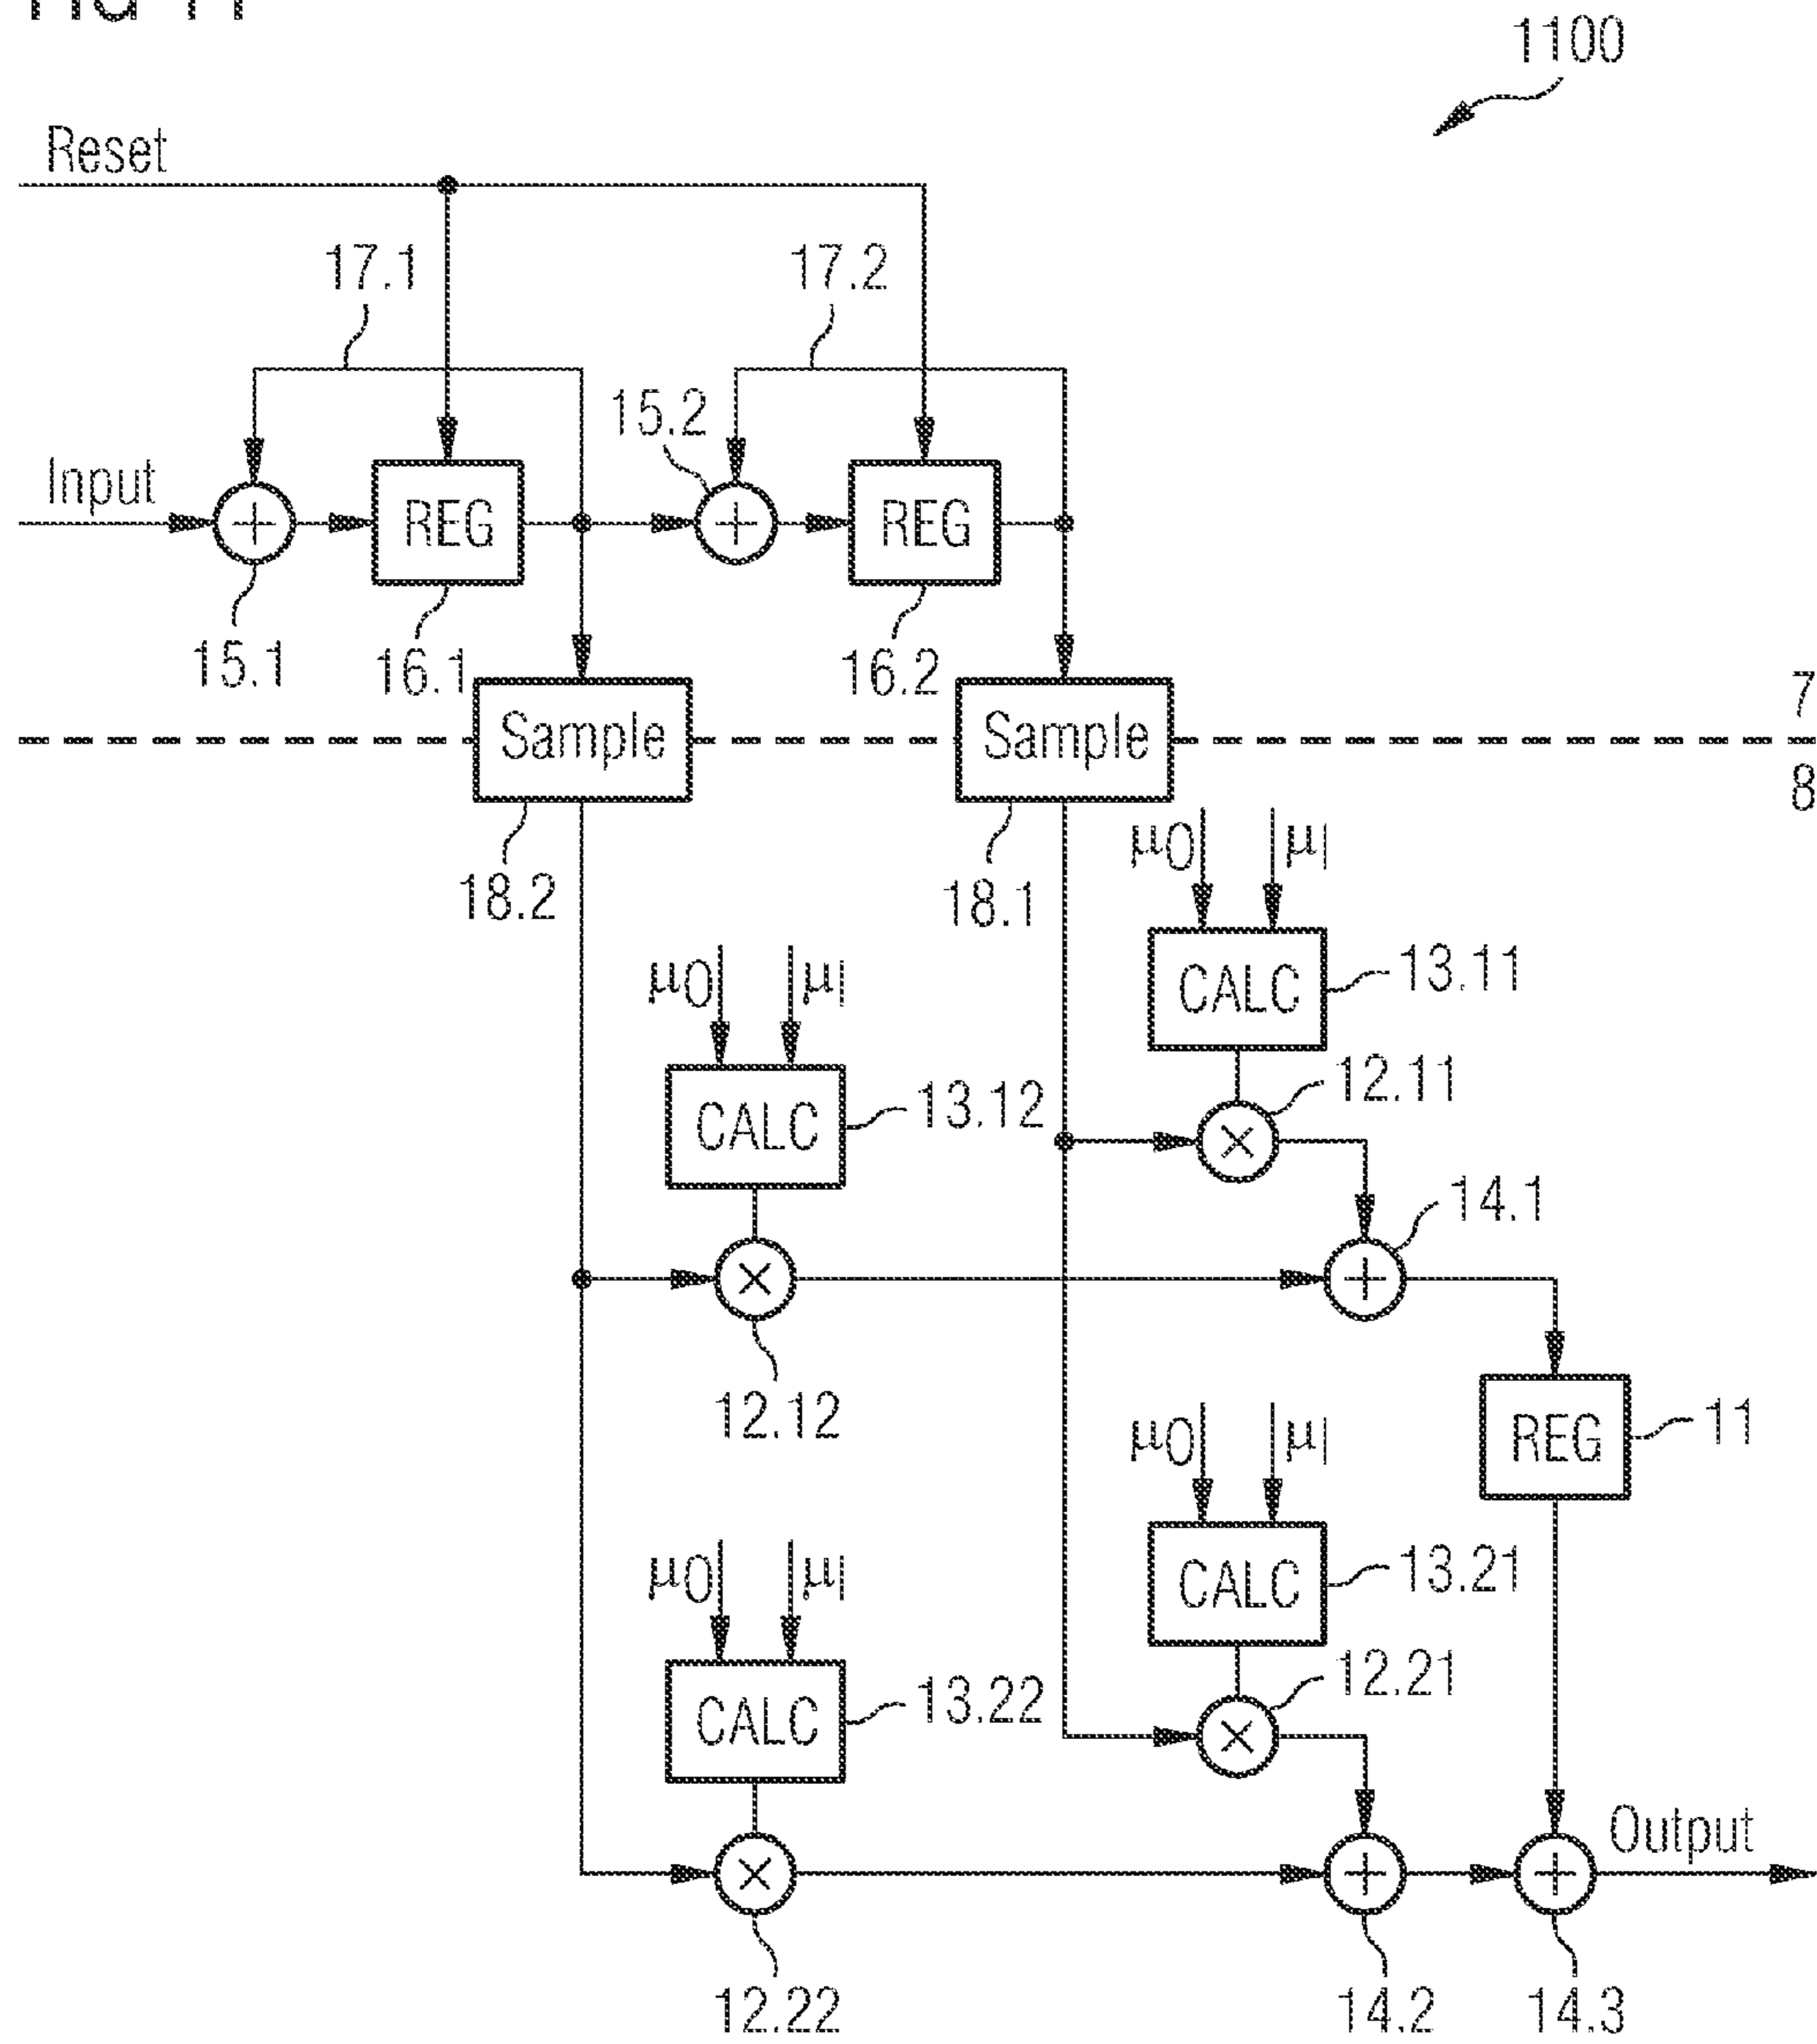 FIG 11
1100
Reset
17.1
17.2
15.2
Input
+
REG
+
REG
15.1
16.1
16.2
7
Sample
Sample
8
18.2
18.1
μO
μI
CALC
13.11
μO
μI
CALC
13.12
12.11
×
14.1
×
+
12.12
REG
11
μO
μI
CALC
13.21
μO
μI
CALC
13.22
12.21
×
Output
×
+
+
12.22
14.2
14.3